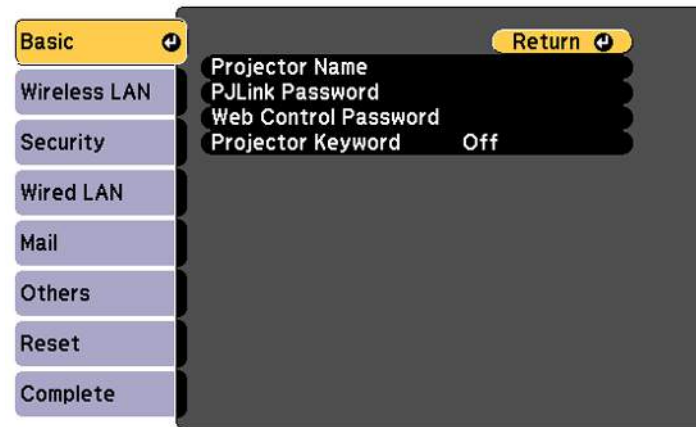 Basic
Wireless LAN
Security
Wired LAN
Mail
Others
Reset
Complete
Return
Projector Name
PJLink Password
Web Control Password
Projector Keyword Off